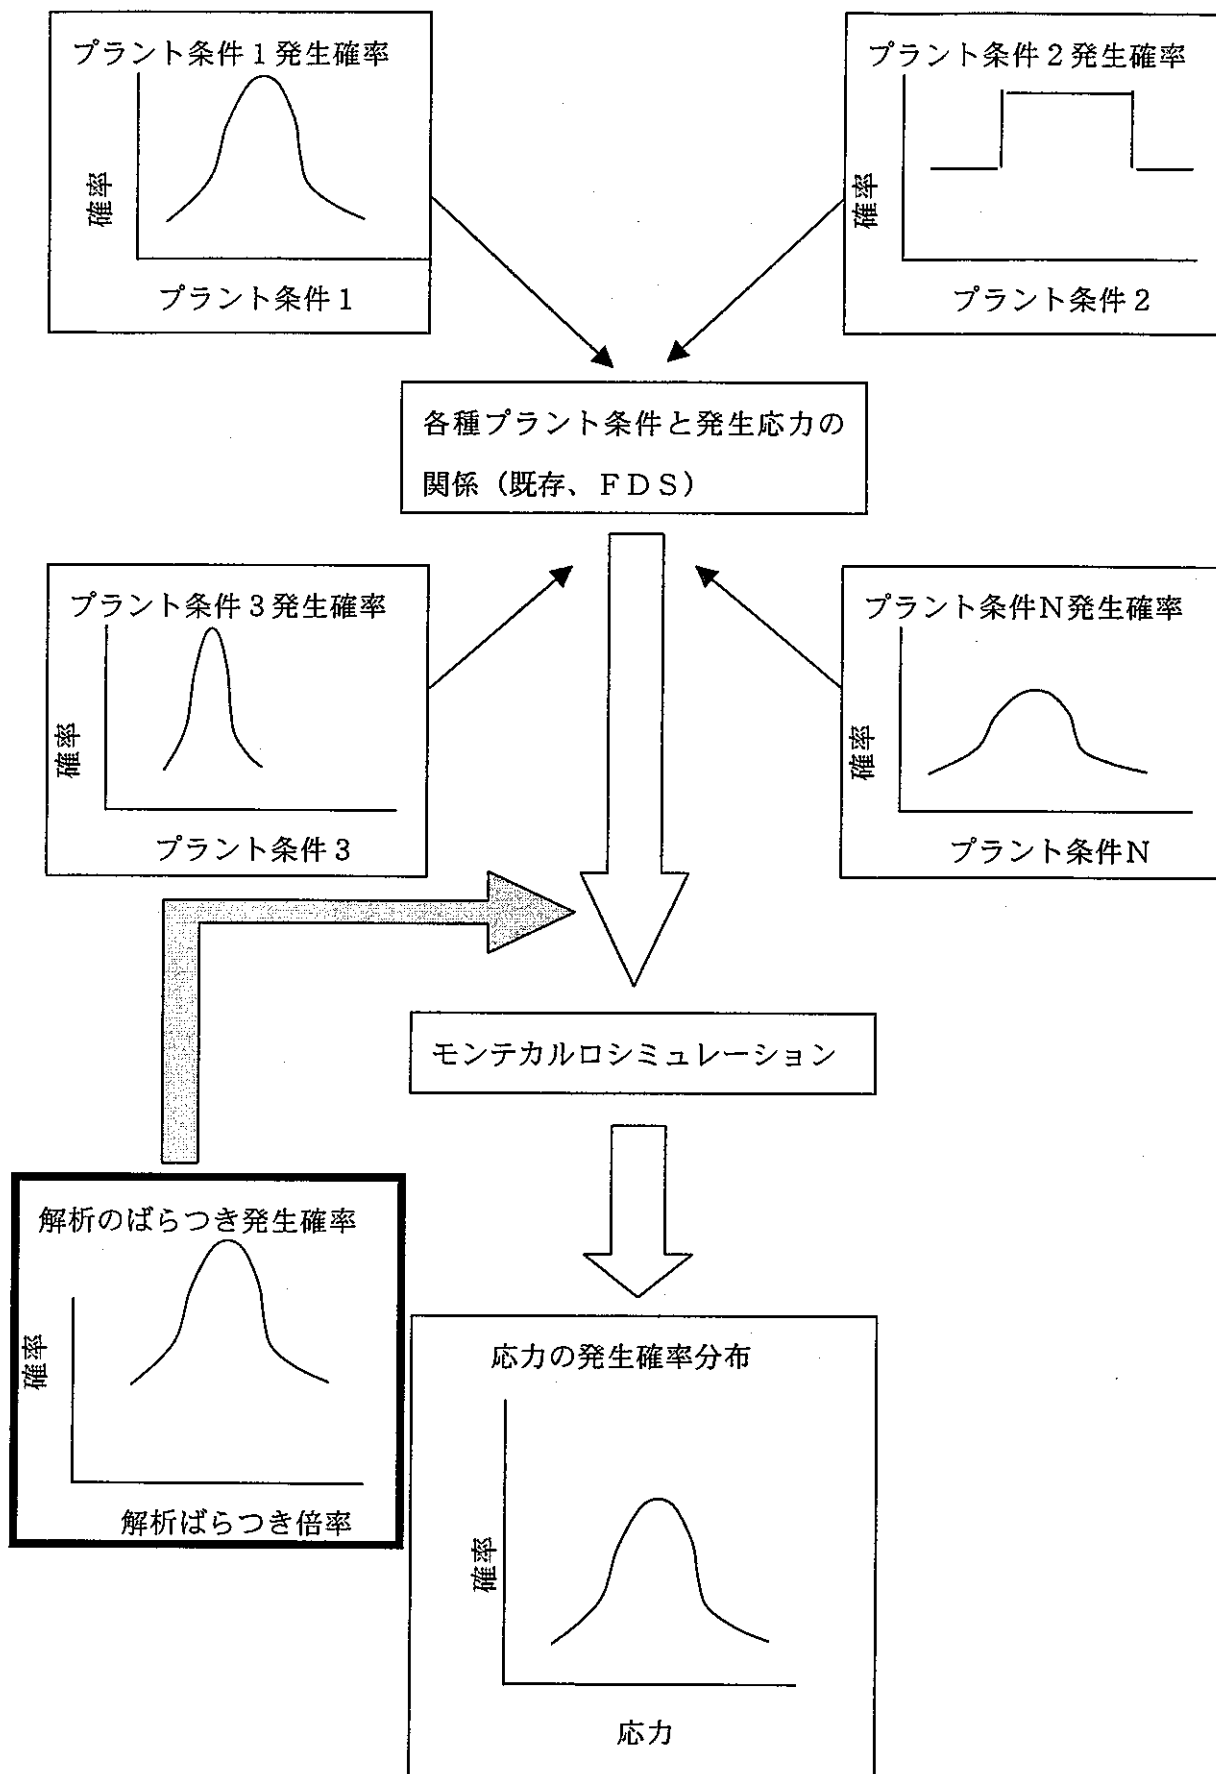 プラント条件1発生確率
確率
プラント条件1
プラント条件2発生確率
確率
プラント条件2
各種プラント条件と発生応力の
関係（既存、ＦＤＳ）
プラント条件3発生確率
確率
プラント条件3
プラント条件Ｎ発生確率
確率
プラント条件Ｎ
モンテカルロシミュレーション
解析のばらつき発生確率
確率
解析ばらつき倍率
応力の発生確率分布
確率
応力